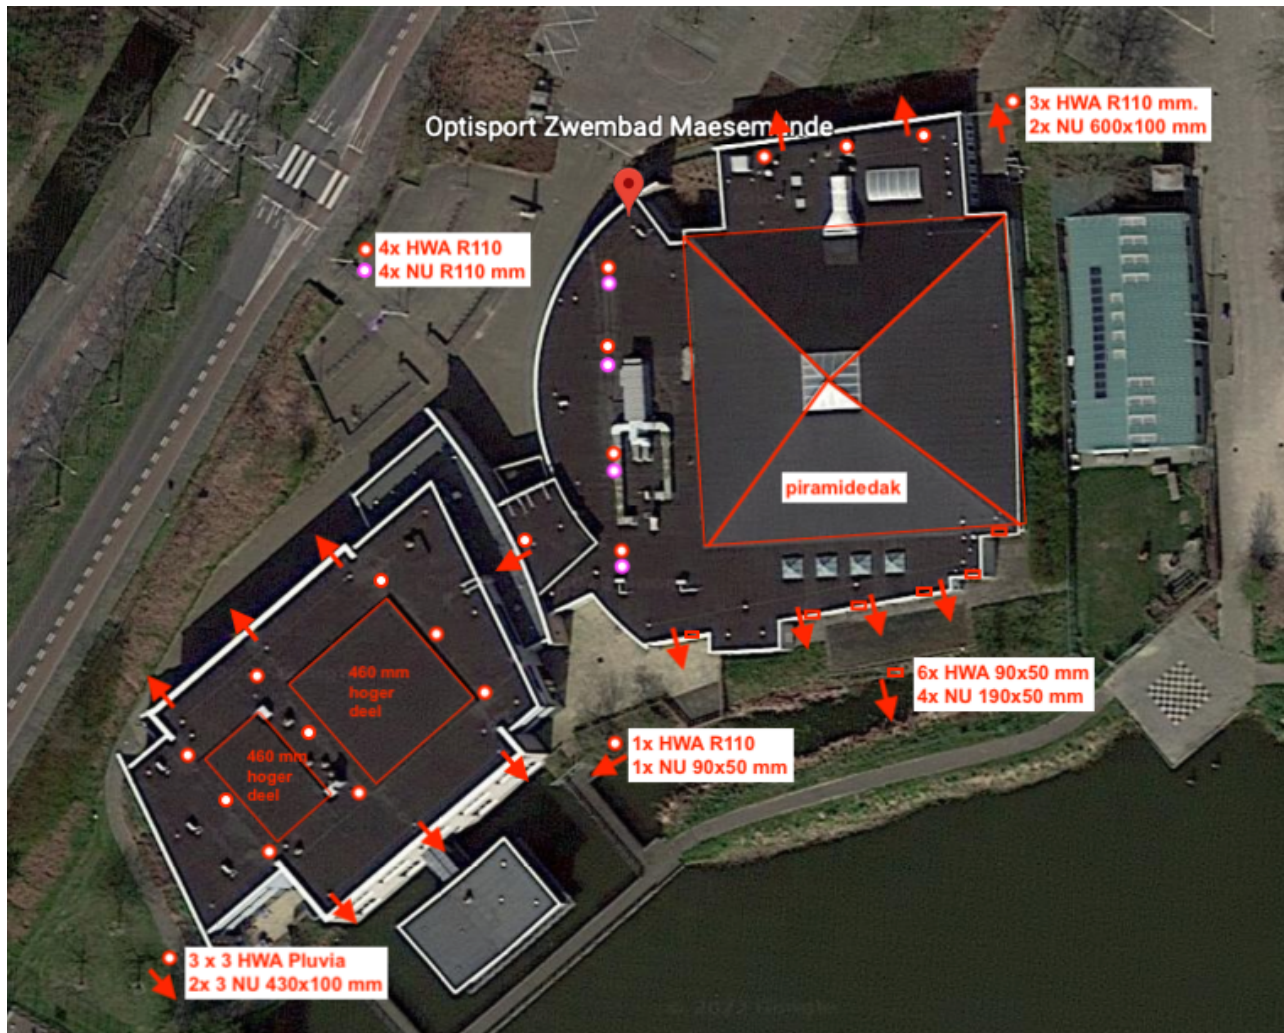 3x HWA R110 mm.
2x NU 600x100 mm
Optisport Zwembad Maesemunde
4x HWA R110
4x NU R110 mm
piramidedak
460 mm
hoger
deel
6x HWA 90x50 mm
4x NU 190x50 mm
1x HWA R110
1x NU 90x50 mm
460 mm
hoger
deel
3 x 3 HWA Pluvia
2x 3 NU 430x100 mm